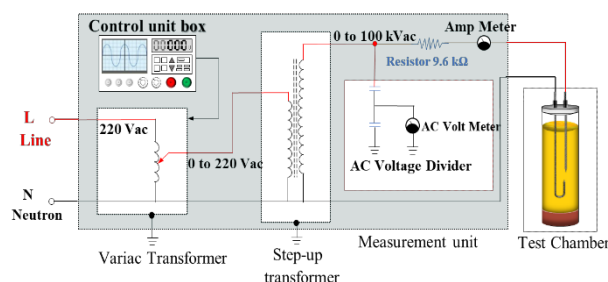 Control unit box
00000
0 to 100 kVac
Amp Meter
Resistor 9.6 kΩ
L
Line
220 Vac
0 to 220 Vac
AC Volt Meter
AC Voltage Divider
N
Neutron
Variac Transformer
Step-up
transformer
Measurement unit
Test Chamber